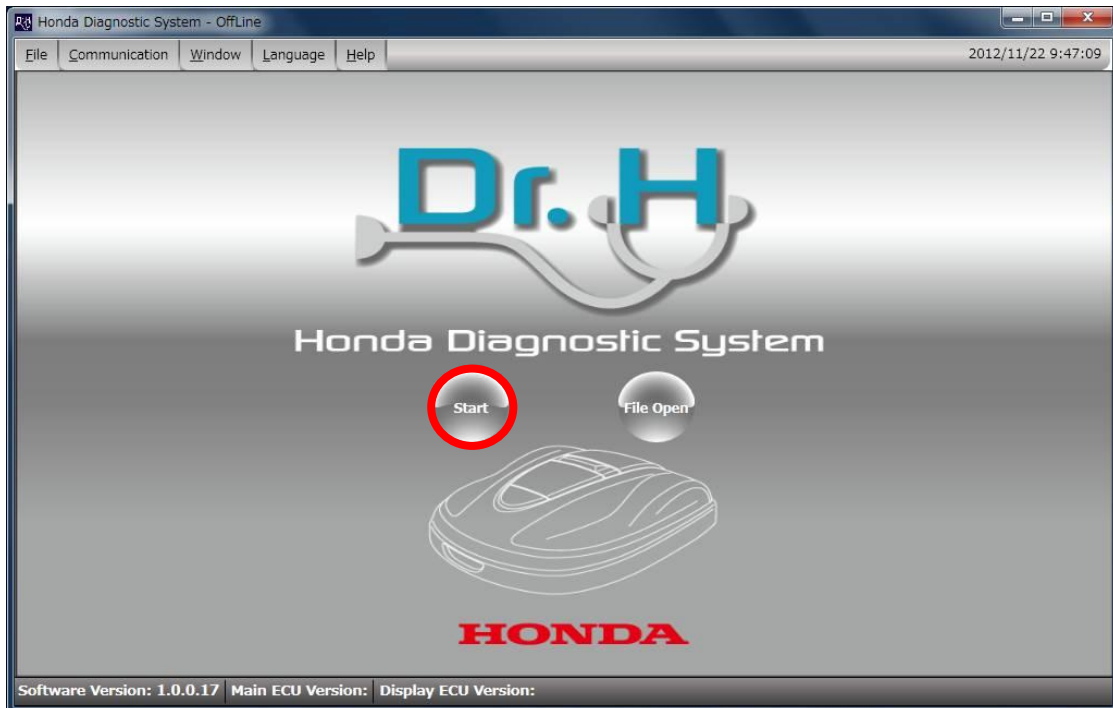 Honda Diagnostic System - OffLine
File Communication Window Language Help 2012/11/22 9:47:09
Dr. H
Honda Diagnostic System
Start File Open
HONDA
Software Version: 1.0.0.17 Main ECU Version: Display ECU Version: